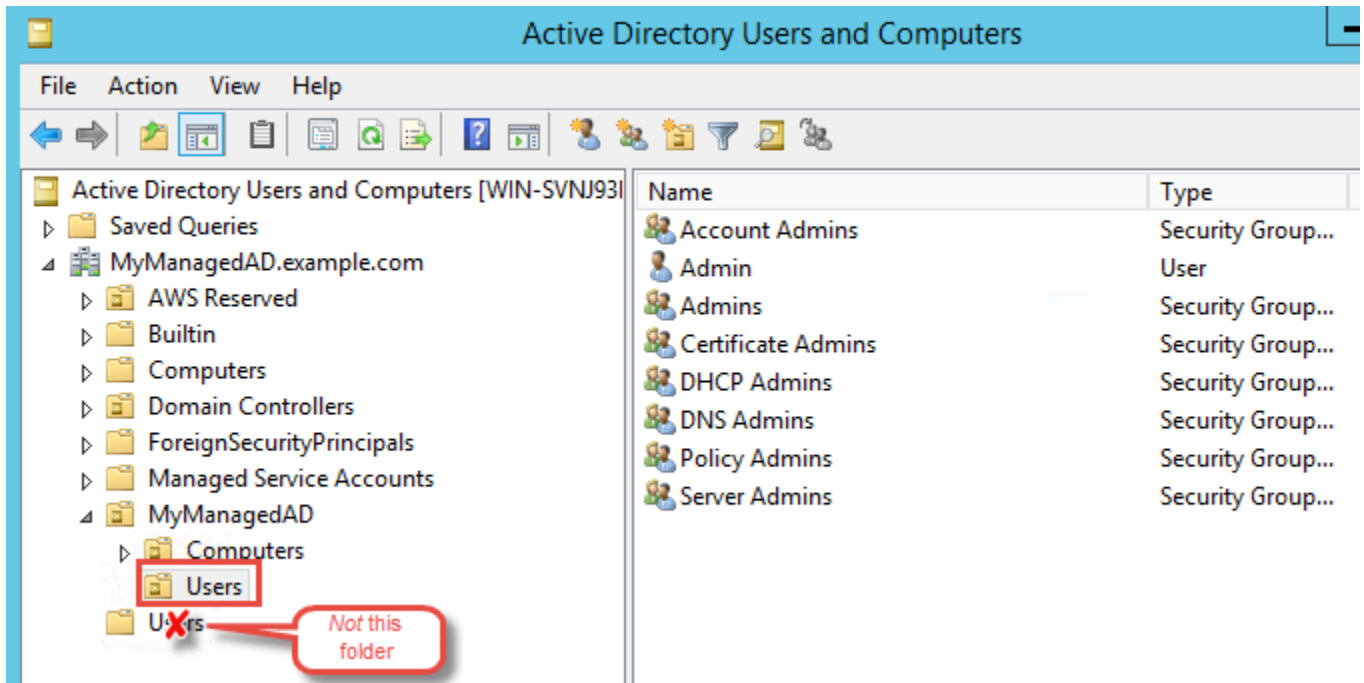 Active Directory Users and Computers
File Action View Help
Active Directory Users and Computers [WIN-SVNJ93I
Saved Queries
MyManagedAD.example.com
AWS Reserved
Builtin
Computers
Domain Controllers
ForeignSecurityPrincipals
Managed Service Accounts
MyManagedAD
Computers
Users
Users
Not this
folder
Name Type
Account Admins Security Group...
Admin User
Admins Security Group...
Certificate Admins Security Group...
DHCP Admins Security Group...
DNS Admins Security Group...
Policy Admins Security Group...
Server Admins Security Group...